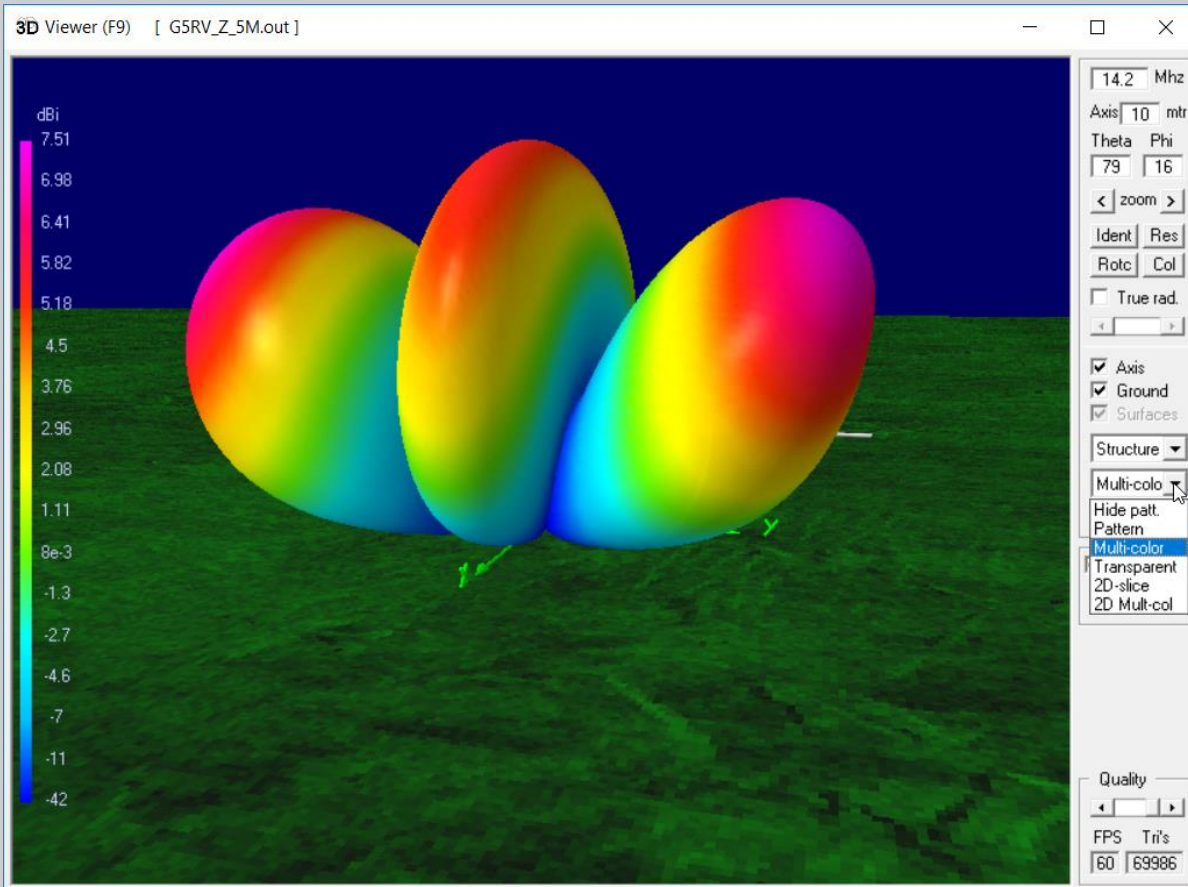 3D Viewer (F9) [ G5RV_Z_5M.out ]
dBi
7.51
6.98
6.41
5.82
5.18
4.5
3.76
2.96
2.08
1.11
8e-3
-1.3
-2.7
-4.6
-7
-11
-42
y
14.2 Mhz
Axis 10 mtr
Theta Phi
79 16
< zoom >
Ident Res
Rotc Col
True rad.
Axis
Ground
Surfaces
Structure
Multi-colo
Hide patt.
Pattern
Multi-color
Transparent
2D-slice
2D Mult-col
Quality
FPS Tri's
60 69986